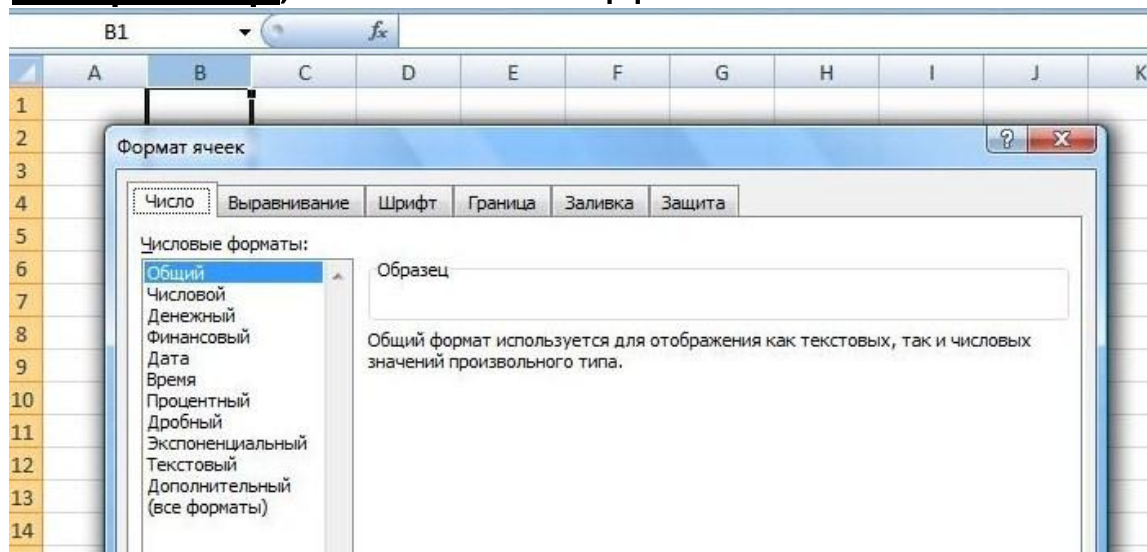 B1 fx
A B C D E F G H I J K
1
2
Формат ячеек
3
4
Число Выравнивание Шрифт Граница Заливка Защита
5
Числовые форматы:
6
Общий
Образец
7
Числовой
Денежный
8
Финансовый
Общий формат используется для отображения как текстовых, так и числовых
9
Дата
значений произвольного типа.
Время
10
Процентный
11
Дробный
Экспоненциальный
12
Текстовый
13
Дополнительный
(все форматы)
14